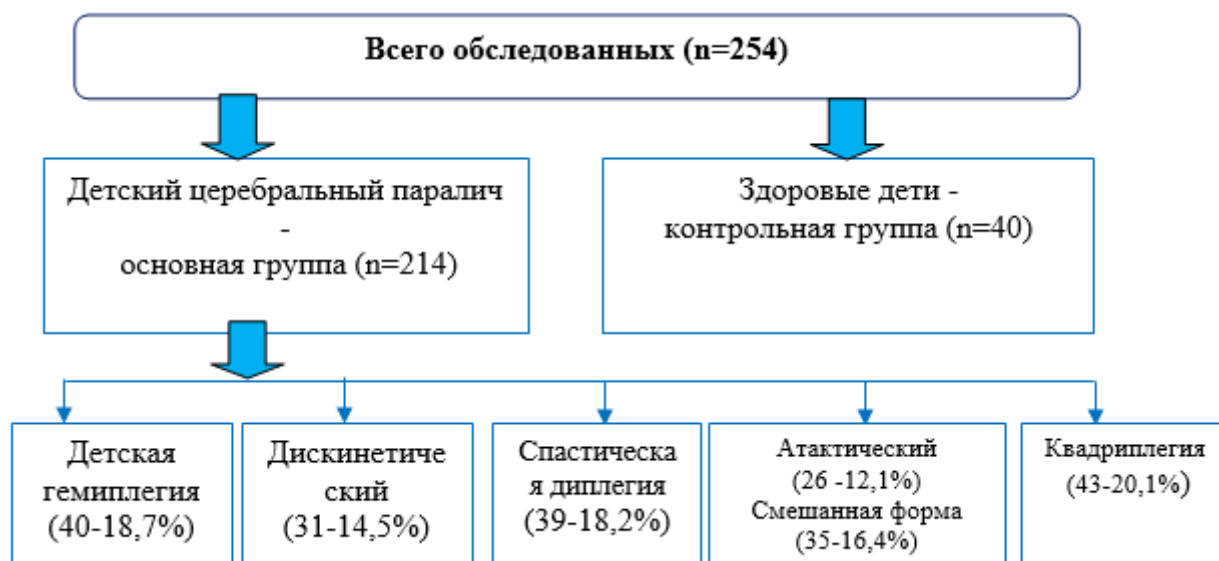 Всего обследованных (n=254)
Детский церебральный паралич
-
основная группа (n=214)
Здоровые дети -
контрольная группа (n=40)
Детская
гемиплегия
(40-18,7%)
Дискинетиче
ский
(31-14,5%)
Спастическа
я диплегия
(39-18,2%)
Атактический
(26 -12,1%)
Смешанная форма
(35-16,4%)
Квадриплегия
(43-20,1%)